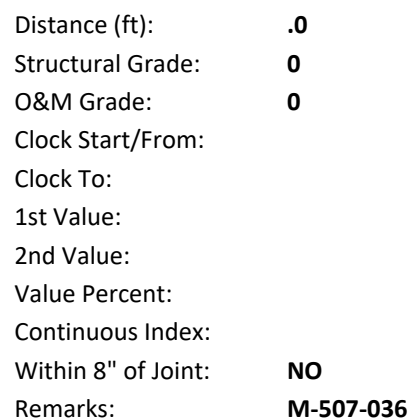 Distance (ft): .0
Structural Grade: 0
O&M Grade: 0
Clock Start/From:
Clock To:
1st Value:
2nd Value:
Value Percent:
Continuous Index:
Within 8" of Joint: NO
Remarks: M-507-036